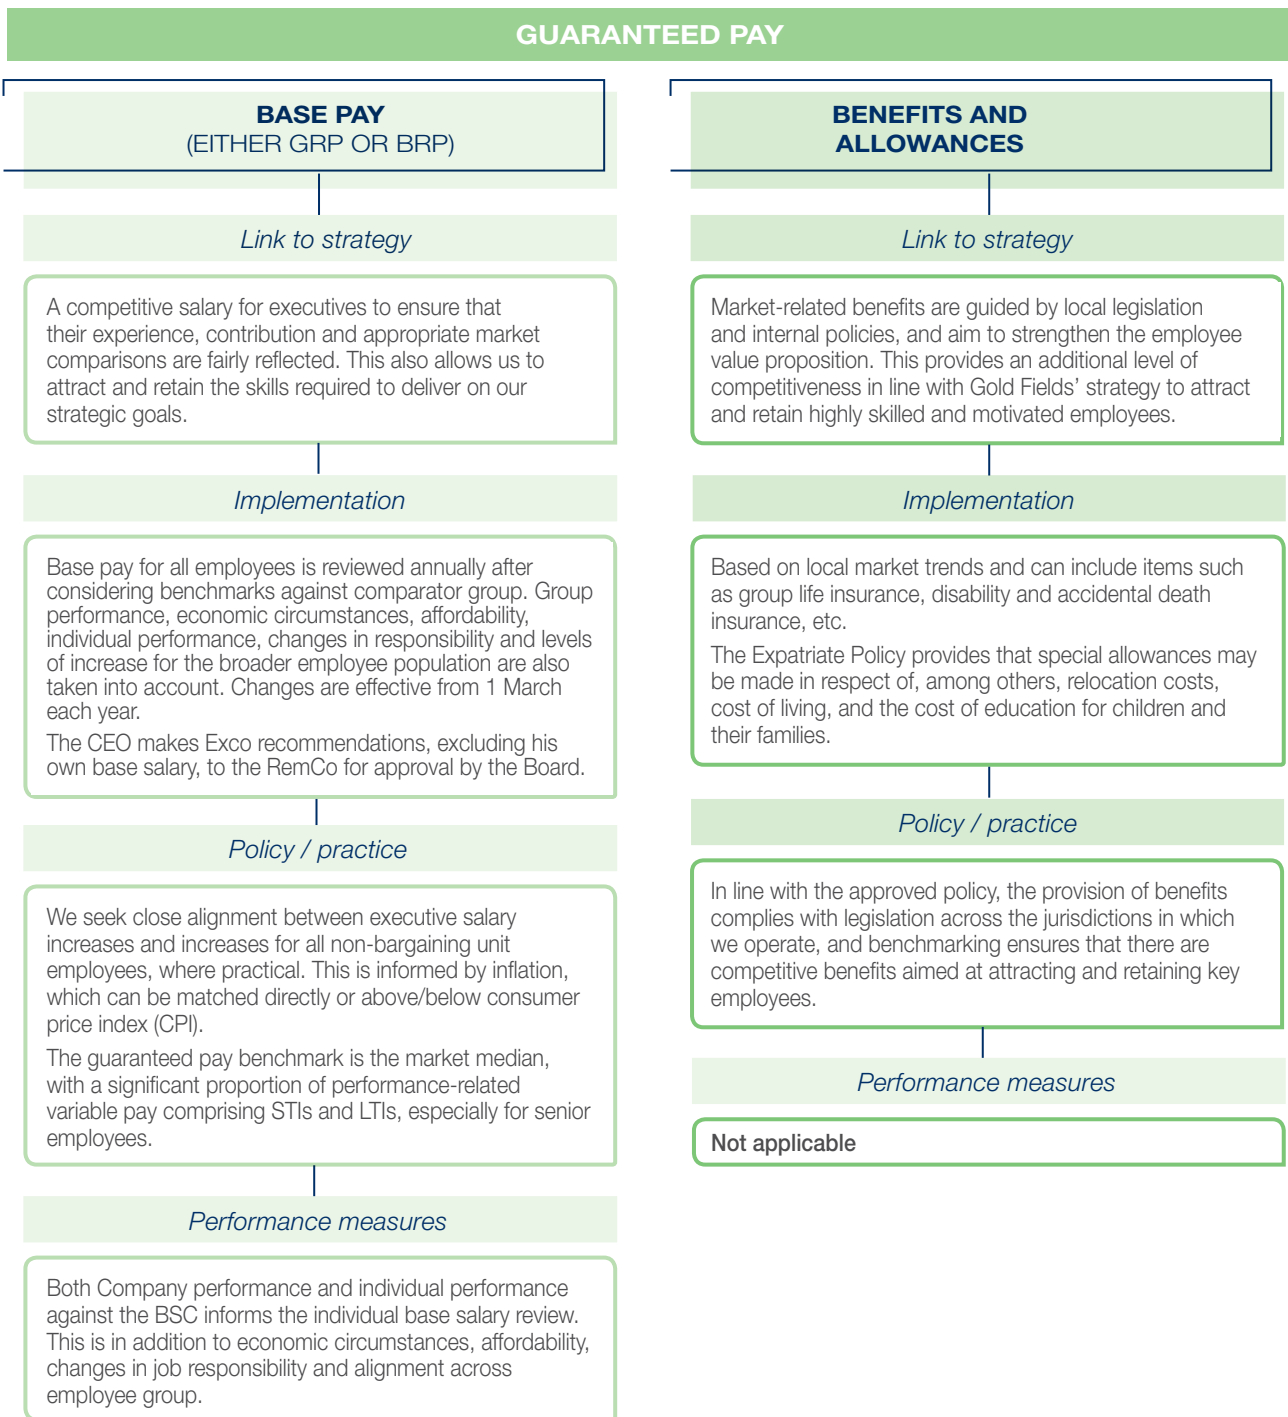 GUARANTEED PAY
BASE PAY
(EITHER GRP OR BRP)
Link to strategy
A competitive salary for executives to ensure that
their experience, contribution and appropriate market
comparisons are fairly reflected. This also allows us to
attract and retain the skills required to deliver on our
strategic goals.
Implementation
Base pay for all employees is reviewed annually after
considering benchmarks against comparator group. Group
performance, economic circumstances, affordability,
individual performance, changes in responsibility and levels
of increase for the broader employee population are also
taken into account. Changes are effective from 1 March
each year.
The CEO makes Exco recommendations, excluding his
own base salary, to the RemCo for approval by the Board.
Policy / practice
We seek close alignment between executive salary
increases and increases for all non-bargaining unit
employees, where practical. This is informed by inflation,
which can be matched directly or above/below consumer
price index (CPI).
The guaranteed pay benchmark is the market median,
with a significant proportion of performance-related
variable pay comprising STIs and LTIs, especially for senior
employees.
Performance measures
Both Company performance and individual performance
against the BSC informs the individual base salary review.
This is in addition to economic circumstances, affordability,
changes in job responsibility and alignment across
employee group.
BENEFITS AND
ALLOWANCES
Link to strategy
Market-related benefits are guided by local legislation
and internal policies, and aim to strengthen the employee
value proposition. This provides an additional level of
competitiveness in line with Gold Fields' strategy to attract
and retain highly skilled and motivated employees.
Implementation
Based on local market trends and can include items such
as group life insurance, disability and accidental death
insurance, etc.
The Expatriate Policy provides that special allowances may
be made in respect of, among others, relocation costs,
cost of living, and the cost of education for children and
their families.
Policy / practice
In line with the approved policy, the provision of benefits
complies with legislation across the jurisdictions in which
we operate, and benchmarking ensures that there are
competitive benefits aimed at attracting and retaining key
employees.
Performance measures
Not applicable